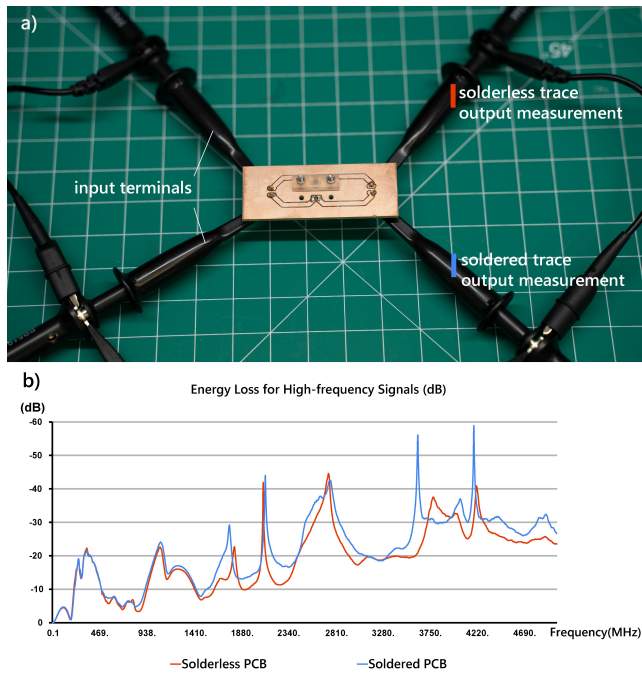 a)
45°
solderless trace
output measurement
input terminals
soldered trace
output measurement
b)
Energy Loss for High-frequency Signals (dB)
(dB)
-60
-50
-40
-30
-20
-10
0
0.1 469. 938. 1410. 1880. 2340. 2810. 3280. 3750. 4220. 4690. Frequency(MHz)
Solderless PCB Soldered PCB